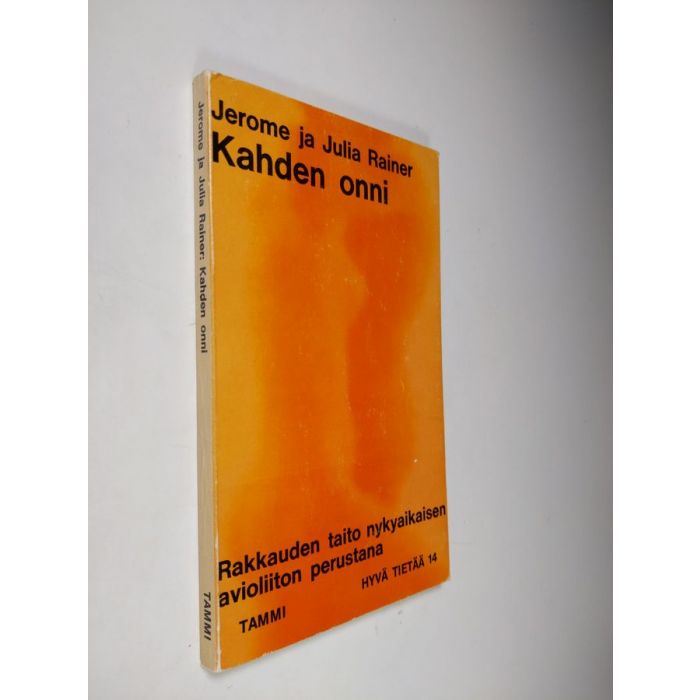 Jerome ja Julia Rainer
Kahden onni
Rakkauden taito nykyaikaisen
avioliiton perustana
HYVÄ TIETÄÄ 14
TAMMI
Jerome ja Julia Rainer: Kahden onni
TAMMI